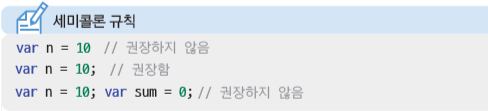 세미콜론 규칙
var n = 10 // 권장하지 않음
var n = 10; // 권장함
var n = 10; var sum = 0; // 권장하지 않음